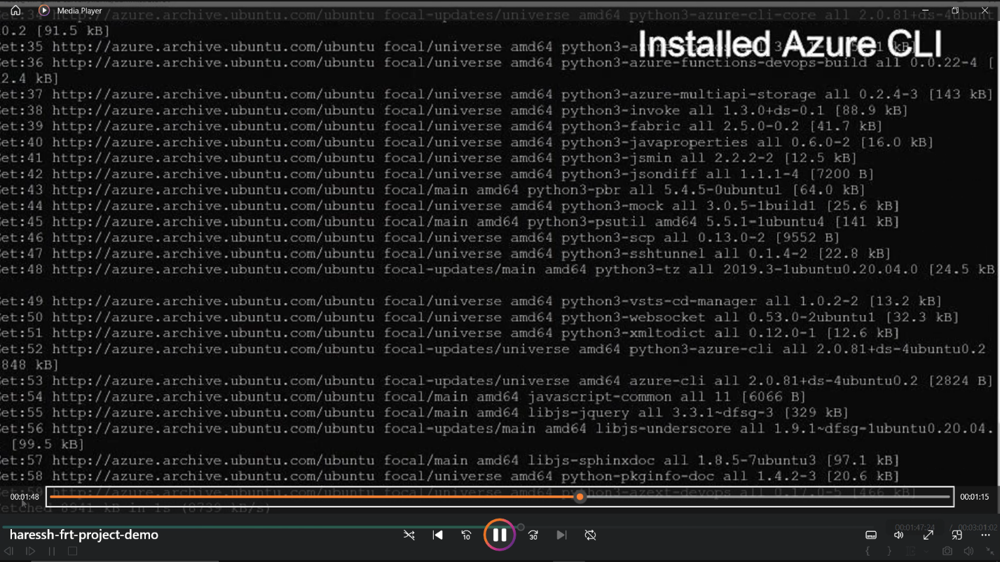 Media Player
et:34 http://azure.archive.ubuntu.com/ubuntu focal-updates/universe amd64 python3-azure-cli-core all 2.0.81+ds-4ubunt
0.2 [91.5 kB]
Installed Azure CLI
et:35 http://azure.archive.ubuntu.com/ubuntu focal/universe amd64
et:36 http://azure.archive.ubuntu.com/ubuntu focal/universe amd64 python3-azure-functions-devops-build all 0.0.22-4 [
2.4 kB]
et:37 http://azure.archive.ubuntu.com/ubuntu focal/universe amd64 python3-azure-multiapi-storage all 0.2.4-3 [143 kB]
et:38 http://azure.archive.ubuntu.com/ubuntu focal/universe amd64 python3-invoke all 1.3.0+ds-0.1 [88.9 kB]
et:39 http://azure.archive.ubuntu.com/ubuntu focal/universe amd64 python3-fabric all 2.5.0-0.2 [41.7 kB]
et:40 http://azure.archive.ubuntu.com/ubuntu focal/universe amd64 python3-javaproperties all 0.6.0-2 [16.0 kB]
et:41 http://azure.archive.ubuntu.com/ubuntu focal/universe amd64 python3-jsmin all 2.2.2-2 [12.5 kB]
et:42 http://azure.archive.ubuntu.com/ubuntu focal/universe amd64 python3-jsondiff all 1.1.1-4 [7200 B]
et:43 http://azure.archive.ubuntu.com/ubuntu focal/main amd64 python3-pbr all 5.4.5-0ubuntu1 [64.0 kB]
et:44 http://azure.archive.ubuntu.com/ubuntu focal/universe amd64 python3-mock all 3.0.5-1build1 [25.6 kB]
et:45 http://azure.archive.ubuntu.com/ubuntu focal/main amd64 python3-psutil amd64 5.5.1-1ubuntu4 [141 kB]
et:46 http://azure.archive.ubuntu.com/ubuntu focal/universe amd64 python3-scp all 0.13.0-2 [9552 B]
et:47 http://azure.archive.ubuntu.com/ubuntu focal/universe amd64 python3-sshtunnel all 0.1.4-2 [22.8 kB]
et:48 http://azure.archive.ubuntu.com/ubuntu focal-updates/main amd64 python3-tz all 2019.3-1ubuntu0.20.04.0 [24.5 kB
et:49 http://azure.archive.ubuntu.com/ubuntu focal/universe amd64 python3-vsts-cd-manager all 1.0.2-2 [13.2 kB]
et:50 http://azure.archive.ubuntu.com/ubuntu focal/universe amd64 python3-websocket all 0.53.0-2ubuntu1 [32.3 kB]
et:51 http://azure.archive.ubuntu.com/ubuntu focal/universe amd64 python3-xmltodict all 0.12.0-1 [12.6 kB]
et:52 http://azure.archive.ubuntu.com/ubuntu focal-updates/universe amd64 python3-azure-cli all 2.0.81+ds-4ubuntu0.2
848 kB]
et:53 http://azure.archive.ubuntu.com/ubuntu focal-updates/universe amd64 azure-cli all 2.0.81+ds-4ubuntu0.2 [2824 B]
et:54 http://azure.archive.ubuntu.com/ubuntu focal/main amd64 javascript-common all 11 [6066 B]
et:55 http://azure.archive.ubuntu.com/ubuntu focal/main amd64 libjs-jquery all 3.3.1~dfsg-3 [329 kB]
et:56 http://azure.archive.ubuntu.com/ubuntu focal-updates/main amd64 libjs-underscore all 1.9.1~dfsg-1ubuntu0.20.04.
[99.5 kB]
et:57 http://azure.archive.ubuntu.com/ubuntu focal/main amd64 libjs-sphinxdoc all 1.8.5-7ubuntu3 [97.1 kB]
et:58 http://azure.archive.ubuntu.com/ubuntu focal/universe amd64 python-pkginfo-doc all 1.4.2-3 [20.6 kB]
et:59 http://azure.archive.ubuntu.com/ubuntu focal/universe amd64 python3-azext-devops all 0.17.0-5 [466 kB]
00:01:48
00:01:15
etched 8941 kB in 1s (8739 kB/s)
00:01:47:24 / 00:03:01:02
haressh-frt-project-demo
10
30